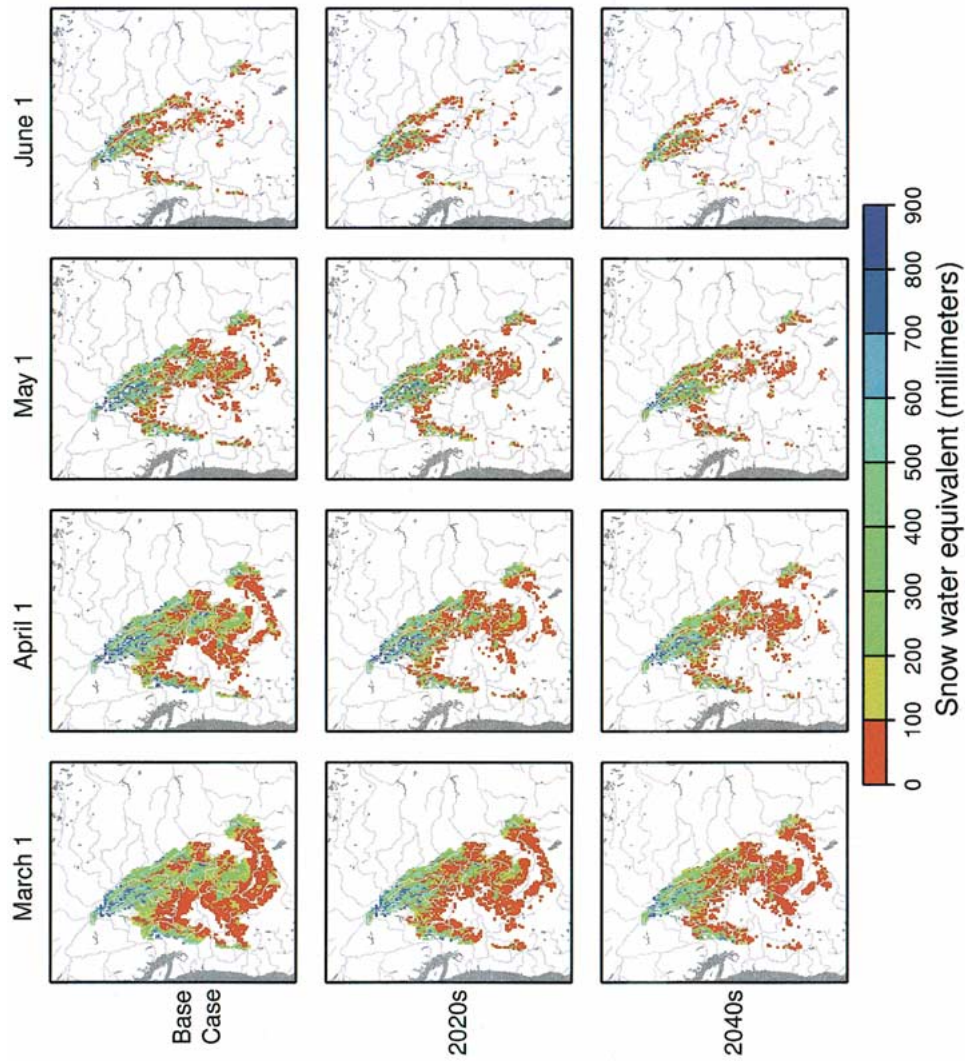 March 1
April 1
May 1
June 1
Base
Case
2020s
2040s
0
100
200
300
400
500
600
700
800
900
Snow water equivalent (millimeters)